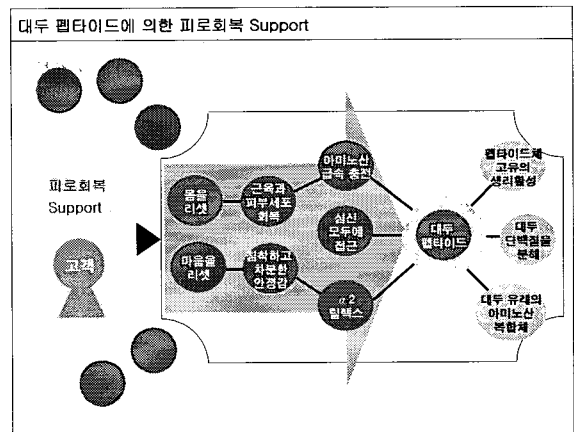 대두 펩타이드에 의한 피로회복 Support
파로회복
Support
고객
몸을
리셋
근육과
피부세포
회복
아미노산
급속 충전
마음을
리셋
침착하고
차분한
안정감
심신
모두에
접근
α2
릴렉스
대두
펩타이드
펩타이드체
고유의
생리활성
대두
단백질을
분해
대두 유래의
아미노산
복합체